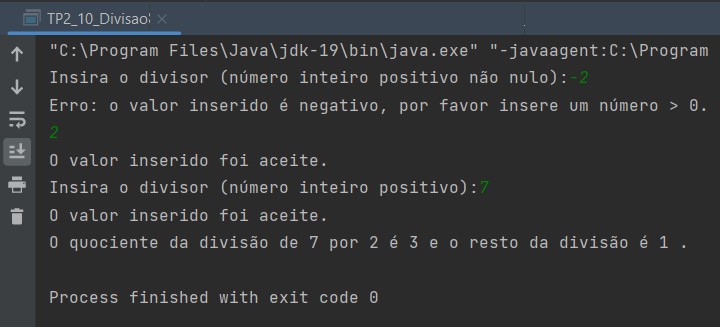 TP2_10_Divisao
"C:\Program Files\Java\jdk-19\bin\java.exe" "-javaagent:C:\Program
Insira o divisor (número inteiro positivo não nulo):-2
Erro: o valor inserido é negativo, por favor insere um número > 0.
2
O valor inserido foi aceite.
Insira o divisor (número inteiro positivo):7
O valor inserido foi aceite.
O quociente da divisão de 7 por 2 é 3 e o resto da divisão é 1 .
Process finished with exit code 0